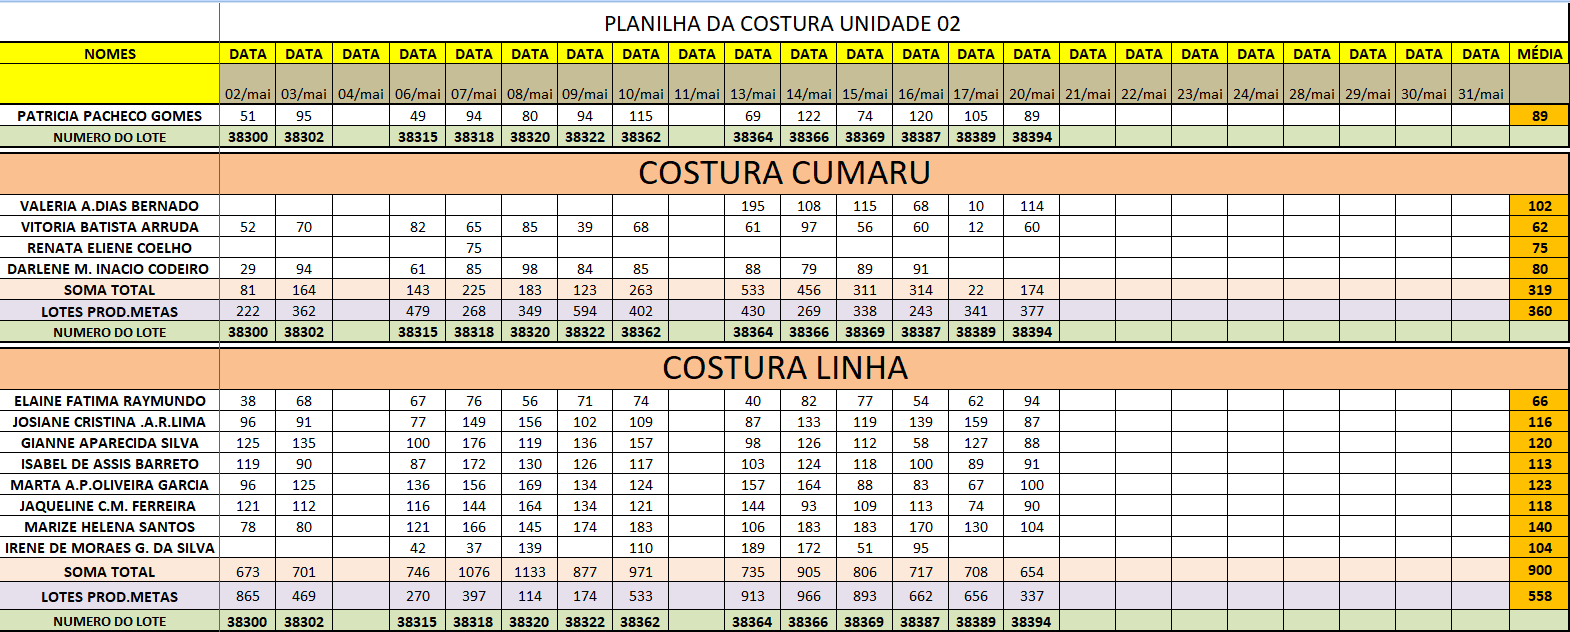 PLANILHA DA COSTURA UNIDADE 02
NOMES DATA DATA DATA DATA DATA DATA DATA DATA DATA DATA DATA DATA DATA DATA DATA DATA DATA DATA DATA DATA DATA DATA DATA MÉDIA
02/mai 03/mai 04/mai 06/mai 07/mai 08/mai 09/mai 10/mai 11/mai 13/mai 14/mai 15/mai 16/mai 17/mai 20/mai 21/mai 22/mai 23/mai 24/mai 28/mai 29/mai 30/mai 31/mai
PATRICIA PACHECO GOMES 51 95 49 94 80 94 115 69 122 74 120 105 89 89
NUMERO DO LOTE 38300 38302 38315 38318 38320 38322 38362 38364 38366 38369 38387 38389 38394
COSTURA CUMARU
VALERIA A.DIAS BERNADO 195 108 115 68 10 114 102
VITORIA BATISTA ARRUDA 52 70 82 65 85 39 68 61 97 56 60 12 60 62
RENATA ELIENE COELHO 75 75
DARLENE M. INACIO CODEIRO 29 94 61 85 98 84 85 88 79 89 91 80
SOMA TOTAL 81 164 143 225 183 123 263 533 456 311 314 22 174 319
LOTES PROD.METAS 222 362 479 268 349 594 402 430 269 338 243 341 377 360
NUMERO DO LOTE 38300 38302 38315 38318 38320 38322 38362 38364 38366 38369 38387 38389 38394
COSTURA LINHA
ELAINE FATIMA RAYMUNDO 38 68 67 76 56 71 74 40 82 77 54 62 94 66
JOSIANE CRISTINA .A.R.LIMA 96 91 77 149 156 102 109 87 133 119 139 159 87 116
GIANNE APARECIDA SILVA 125 135 100 176 119 136 157 98 126 112 58 127 88 120
ISABEL DE ASSIS BARRETO 119 90 87 172 130 126 117 103 124 118 100 89 91 113
MARTA A.P.OLIVEIRA GARCIA 96 125 136 156 169 134 124 157 164 88 83 67 100 123
JAQUELINE C.M. FERREIRA 121 112 116 144 164 134 121 144 93 109 113 74 90 118
MARIZE HELENA SANTOS 78 80 121 166 145 174 183 106 183 183 170 130 104 140
IRENE DE MORAES G. DA SILVA 42 37 139 110 189 172 51 95 104
SOMA TOTAL 673 701 746 1076 1133 877 971 735 905 806 717 708 654 900
LOTES PROD.METAS 865 469 270 397 114 174 533 913 966 893 662 656 337 558
NUMERO DO LOTE 38300 38302 38315 38318 38320 38322 38362 38364 38366 38369 38387 38389 38394